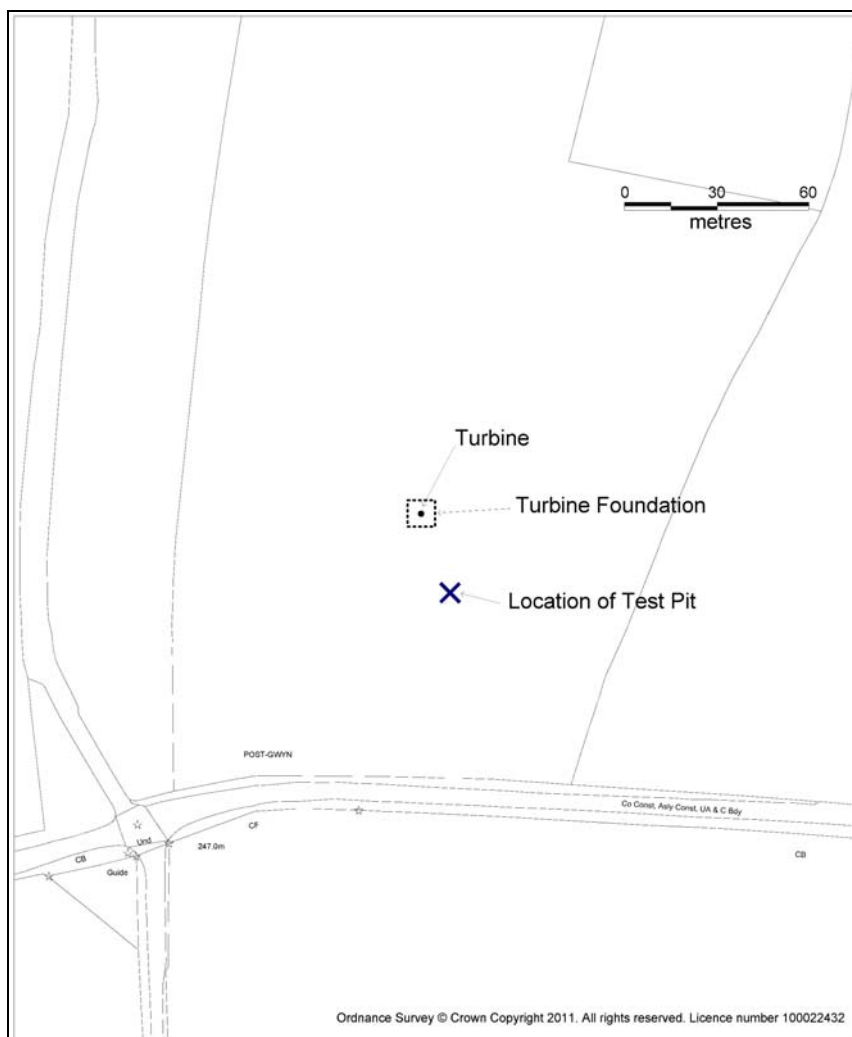 0 30 60
metres
Turbine
Turbine Foundation
Location of Test Pit
POST-GWYN
Co Const, Asly Const, UA & C Bdy
Und
CF
247.0m
CB
CB
Guide
Ordnance Survey © Crown Copyright 2011. All rights reserved. Licence number 100022432